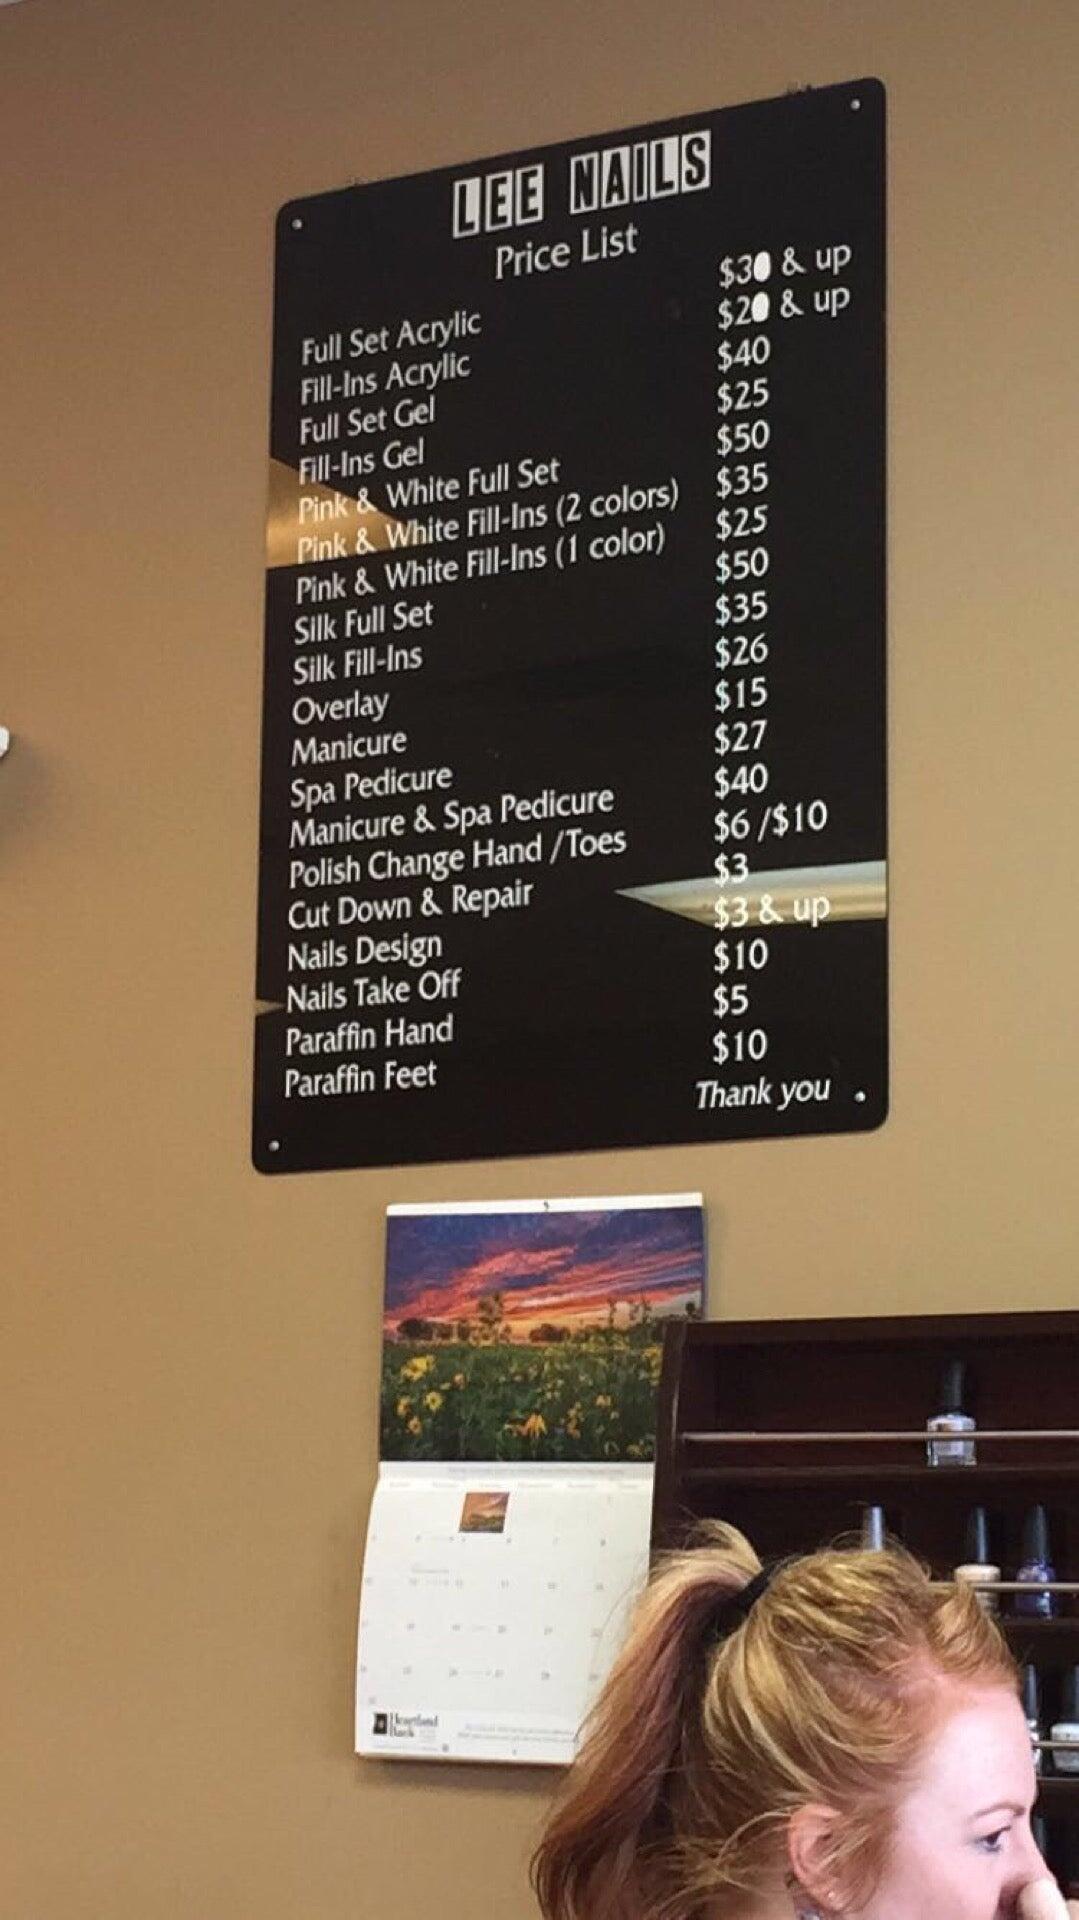 LEE NAILS
Price List
Full Set Acrylic $30 & up
Fill-Ins Acrylic $20 & up
Full Set Gel $40
Fill-Ins Gel $25
Pink & White Full Set $50
Pink & White Fill-Ins (2 colors) $35
Pink & White Fill-Ins (1 color) $25
Silk Full Set $50
Silk Fill-Ins $35
Overlay $26
Manicure $15
Spa Pedicure $27
Manicure & Spa Pedicure $40
Polish Change Hand /Toes $6 /$10
Cut Down & Repair $3
Nails Design $3 & up
Nails Take Off $10
Paraffin Hand $5
Paraffin Feet $10
Thank you
Heartland
Bank